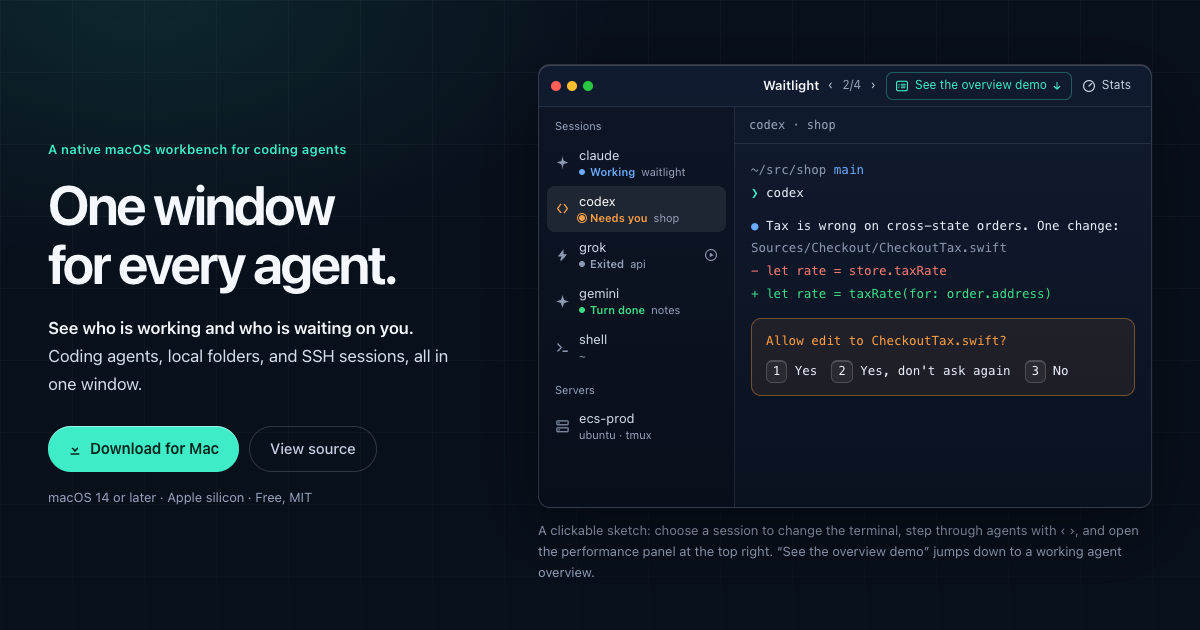 A native macOS workbench for coding agents
One window
for every agent.
See who is working and who is waiting on you.
Coding agents, local folders, and SSH sessions, all in
one window.
Download for Mac
View source
macOS 14 or later · Apple silicon · Free, MIT
Waitlight ‹ 2/4 › See the overview demo ↓ Stats
Sessions
claude
Working waitlight
codex
Needs you shop
grok
Exited api
gemini
Turn done notes
shell
~
Servers
ecs-prod
ubuntu · tmux
codex · shop
~/src/shop main
❯ codex
● Tax is wrong on cross-state orders. One change:
Sources/Checkout/CheckoutTax.swift
− let rate = store.taxRate
+ let rate = taxRate(for: order.address)
Allow edit to CheckoutTax.swift?
1 Yes 2 Yes, don't ask again 3 No
A clickable sketch: choose a session to change the terminal, step through agents with ‹ ›, and open
the performance panel at the top right. “See the overview demo” jumps down to a working agent
overview.